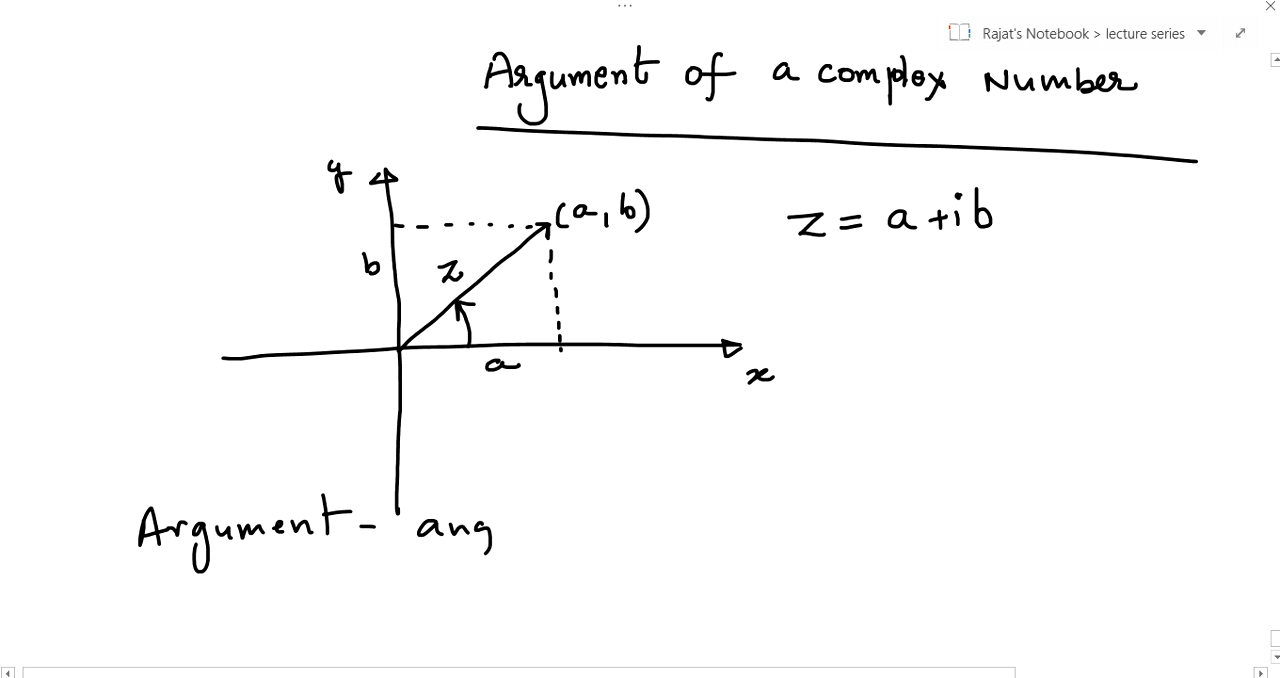 Rajat's Notebook > lecture series
Argument of a complex Number
y
(a, b)
z = a + ib
b
z
a
x
Argument - ang